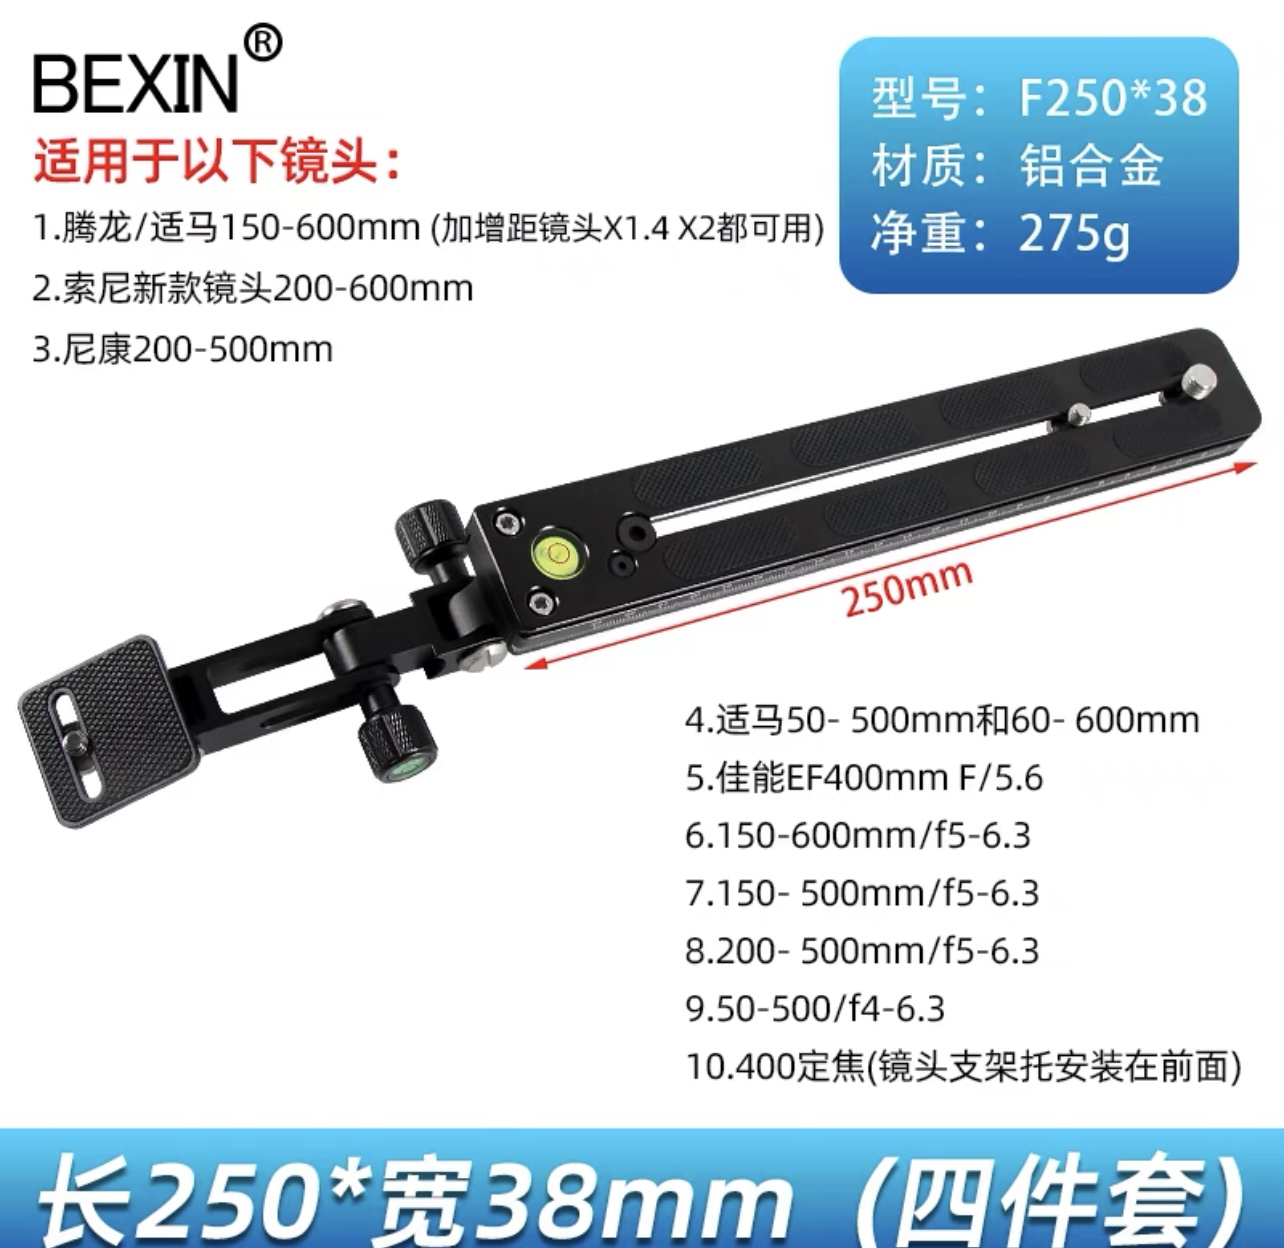 BEXIN®
适用于以下镜头：
1.腾龙/适马150-600mm (加增距镜头X1.4 X2都可用)
2.索尼新款镜头200-600mm
3.尼康200-500mm
型号：F250*38
材质：铝合金
净重：275g
250mm
4.适马50- 500mm和60- 600mm
5.佳能EF400mm F/5.6
6.150-600mm/f5-6.3
7.150- 500mm/f5-6.3
8.200- 500mm/f5-6.3
9.50-500/f4-6.3
10.400定焦(镜头支架托安装在前面)
长250*宽38mm（四件套）